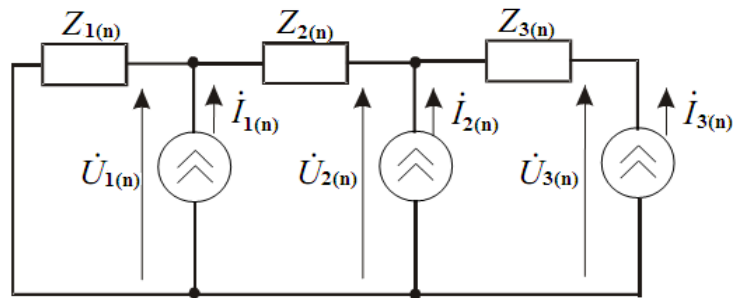 Z1(n)
Z2(n)
Z3(n)
U̇1(n)
İ1(n)
U̇2(n)
İ2(n)
U̇3(n)
İ3(n)